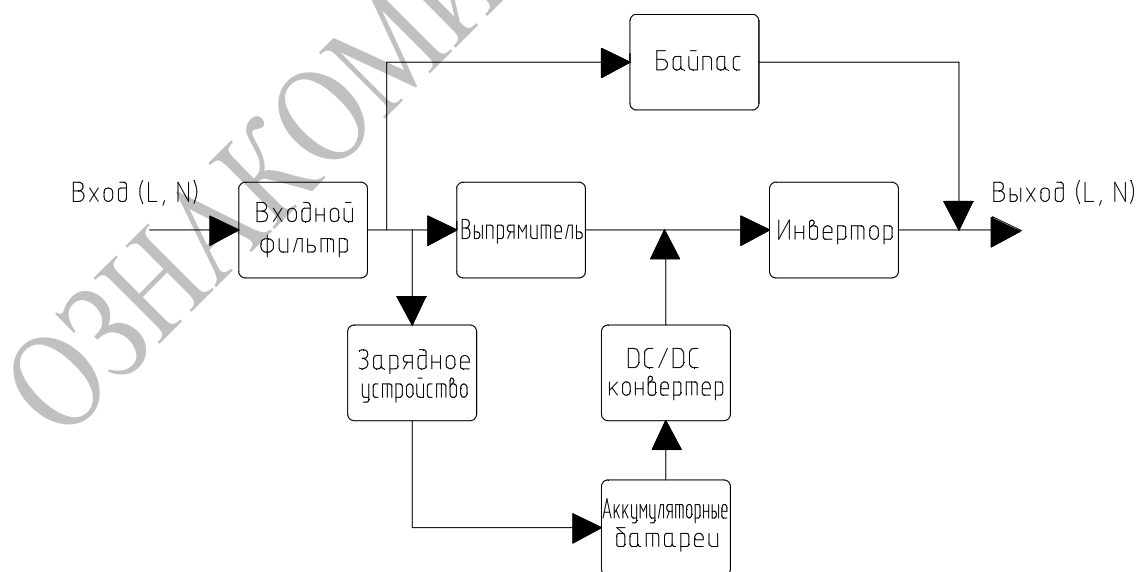 Байпас
Вход (L, N)
Входной
фильтр
Выпрямитель
Инвертор
Выход (L, N)
Зарядное
устройство
DC/DC
конвертер
Аккумуляторные
батареи
ОЗНАКОМИ